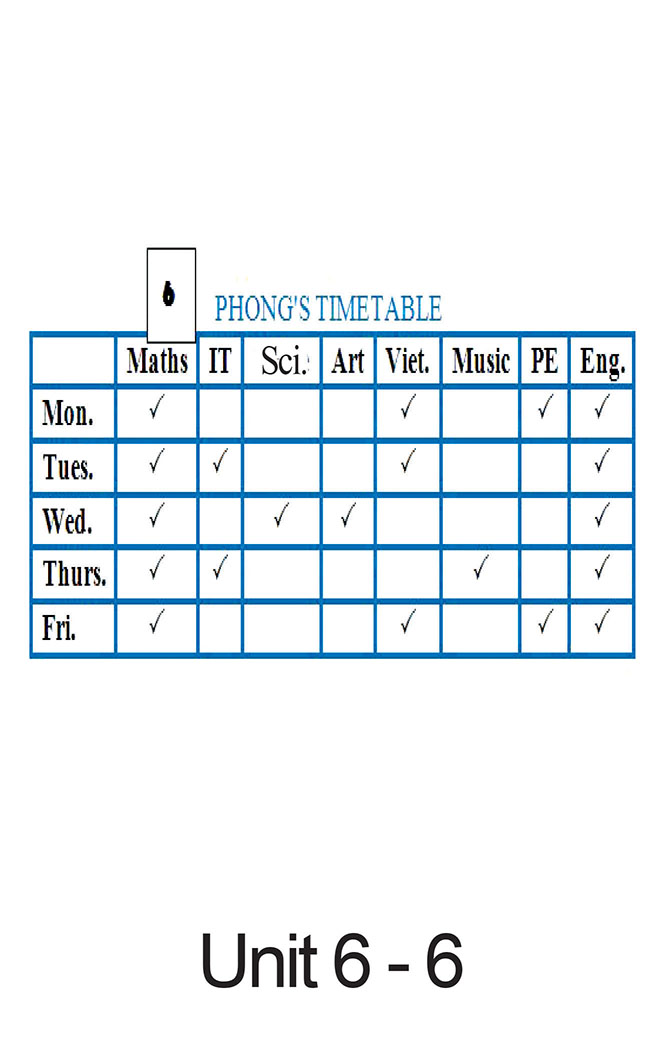 6
PHONG'S TIMETABLE
Maths IT Sci. Art Viet. Music PE Eng.
Mon. ✓ ✓ ✓ ✓
Tues. ✓ ✓ ✓ ✓
Wed. ✓ ✓ ✓ ✓
Thurs. ✓ ✓ ✓ ✓
Fri. ✓ ✓ ✓ ✓
Unit 6 - 6